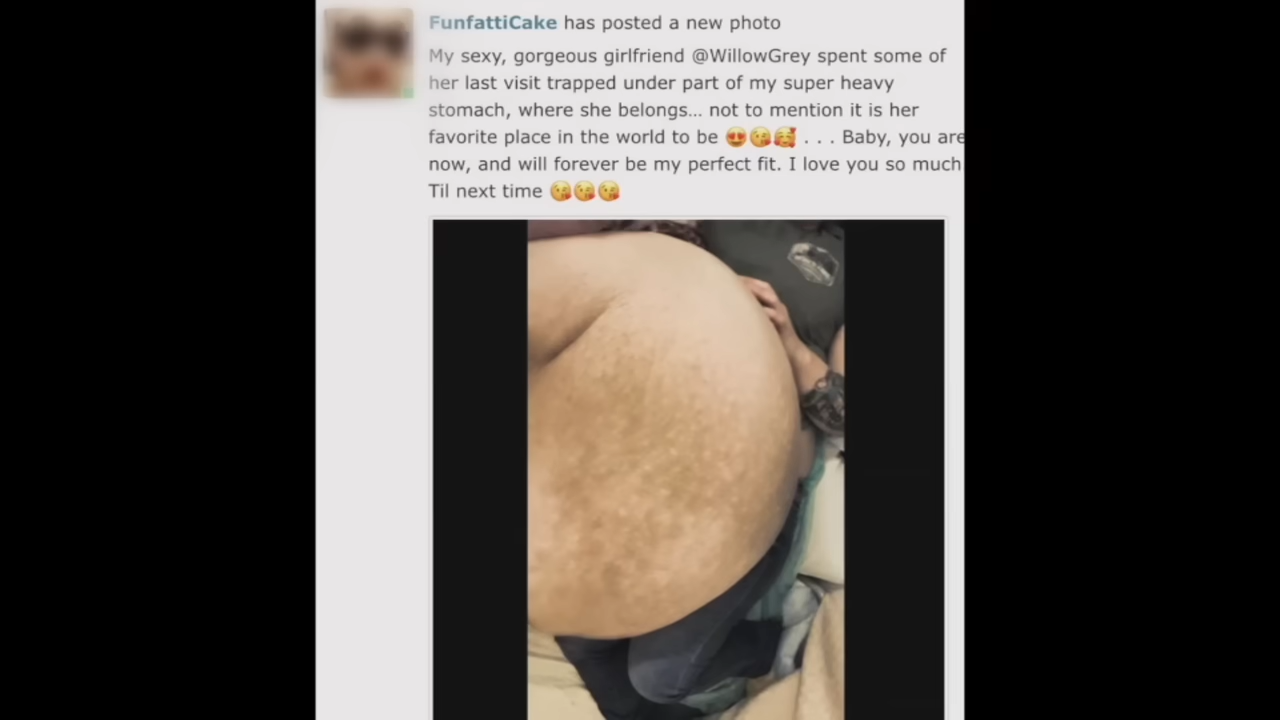 FunfattiCake has posted a new photo
My sexy, gorgeous girlfriend @WillowGrey spent some of
her last visit trapped under part of my super heavy
stomach, where she belongs... not to mention it is her
favorite place in the world to be 😍😘🥰 . . . Baby, you are
now, and will forever be my perfect fit. I love you so much
Til next time 😘😘😘